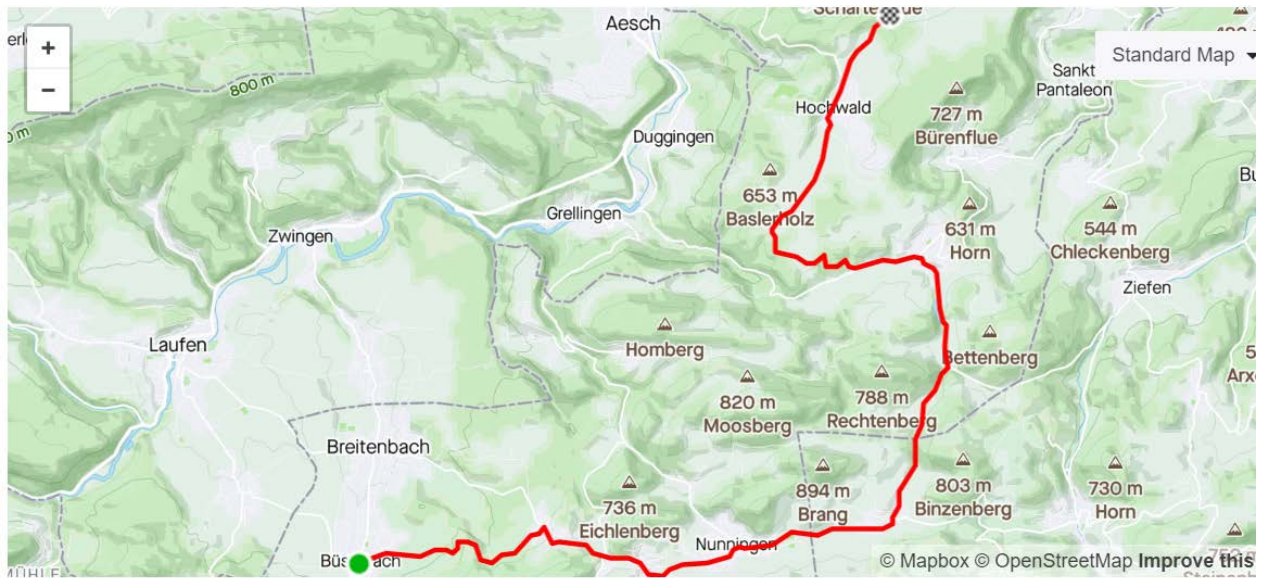 Aesch
Standard Map
+
−
800 m
Sankt
Pantaleon
Hochwald
727 m
Bürenflue
Duggingen
653 m
Baslerholz
Grellingen
631 m
Horn
544 m
Chleckenberg
Zwingen
Ziefen
Laufen
Homberg
Bettenberg
820 m
Moosberg
788 m
Rechtenberg
Breitenbach
736 m
Eichlenberg
894 m
Brang
803 m
Binzenberg
730 m
Horn
Nunningen
© Mapbox © OpenStreetMap Improve this